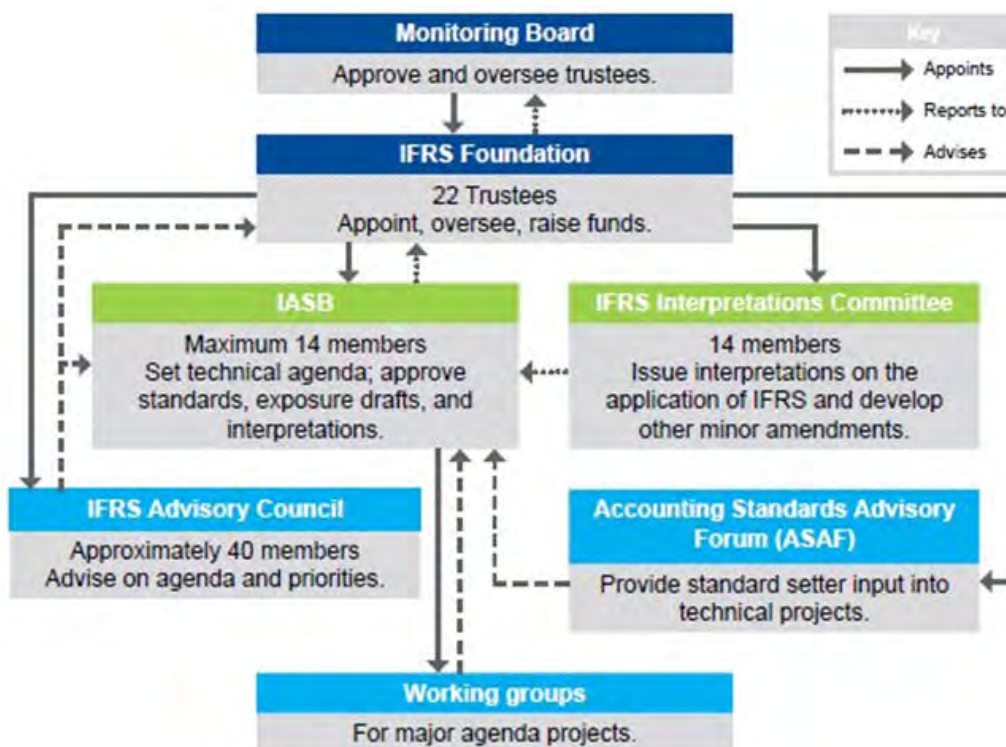 Monitoring Board
Approve and oversee trustees.
Key
Appoints
Reports to
Advises
IFRS Foundation
22 Trustees
Appoint, oversee, raise funds.
IASB
Maximum 14 members
Set technical agenda; approve
standards, exposure drafts, and
interpretations.
IFRS Interpretations Committee
14 members
Issue interpretations on the
application of IFRS and develop
other minor amendments.
IFRS Advisory Council
Approximately 40 members
Advise on agenda and priorities.
Accounting Standards Advisory
Forum (ASAF)
Provide standard setter input into
technical projects.
Working groups
For major agenda projects.